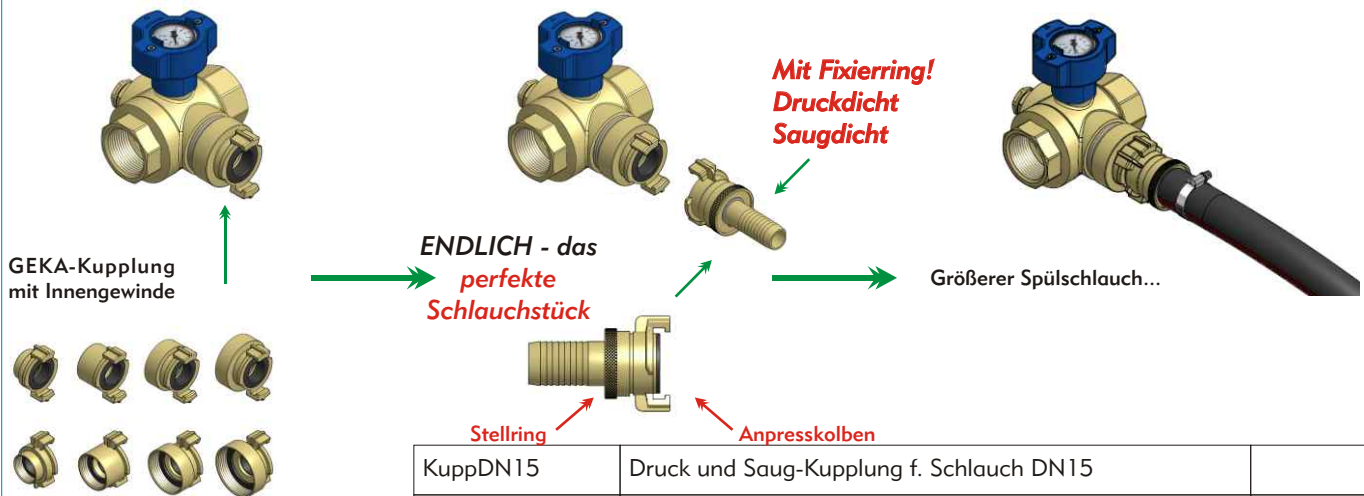 Mit Fixierring!
Druckdicht
Saugdicht
GEKA-Kupplung
mit Innengewinde
ENDLICH - das
perfekte
Schlauchstück
Größerer Spülschlauch...
Stellring
Anpresskolben
KuppDN15 Druck und Saug-Kupplung f. Schlauch DN15